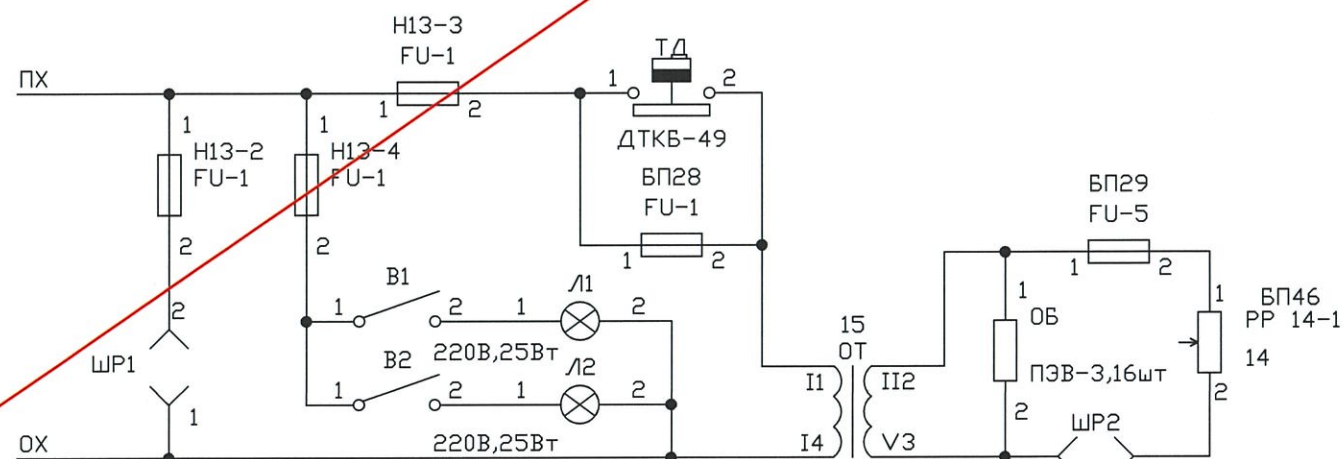 Н13-3
FU-1
ПХ
1
2
1
ТД
2
ДТКБ-49
1
Н13-2
FU-1
2
1
Н13-4
FU-1
2
БП28
FU-1
1
2
БП29
FU-5
1
2
2
ШР1
1
В1
1
2
1
Л1
2
220В,25Вт
В2
1
2
1
Л2
2
220В,25Вт
15
ОТ
I1
II2
I4
V3
1
ОБ
ПЭВ-3,16шт
2
1
БП46
РР 14-1
14
2
ШР2
ОХ